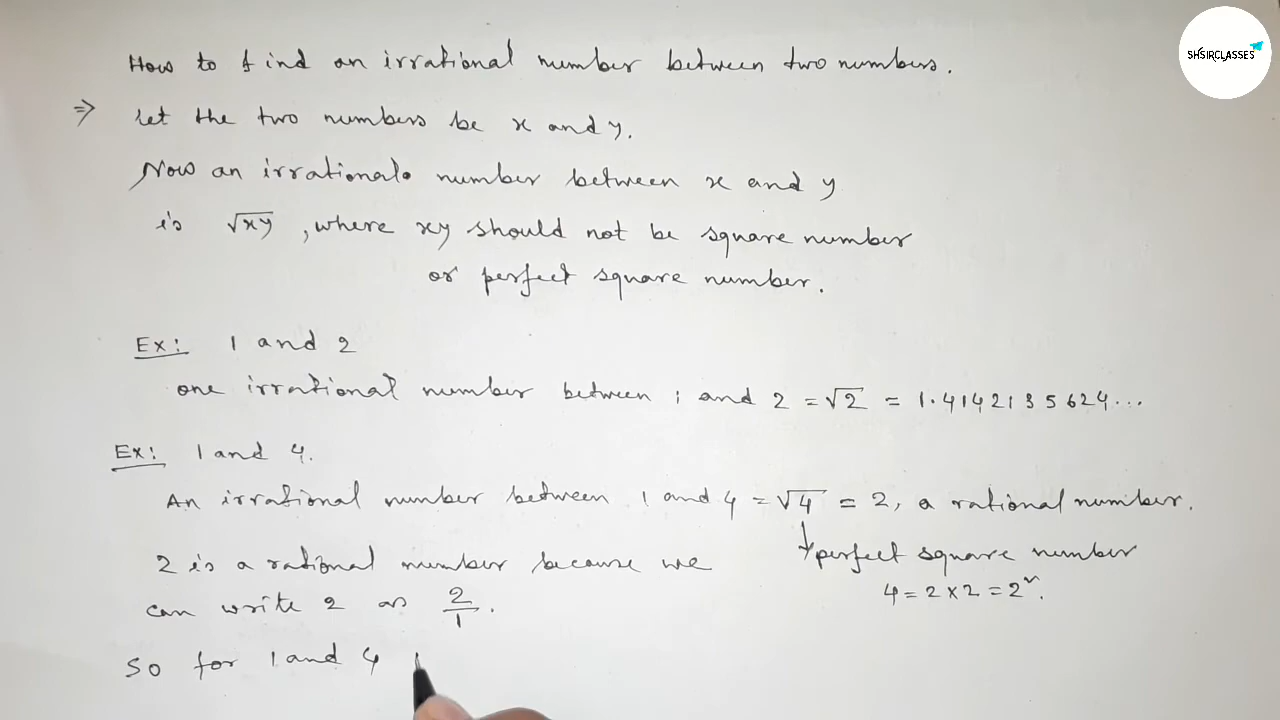 SHSIRCLASSES
How to find an irrational number between two numbers.
⇒ Let the two numbers be x and y.
Now an irrational number between x and y
is √xy , where xy should not be square number
or perfect square number.
Ex: 1 and 2
one irrational number between 1 and 2 = √2 = 1.4142135624...
Ex: 1 and 4.
An irrational number between 1 and 4 = √4 = 2, a rational number.
↓ perfect square number
4 = 2 × 2 = 2².
2 is a rational number because we
can write 2 as 2/1.
So for 1 and 4